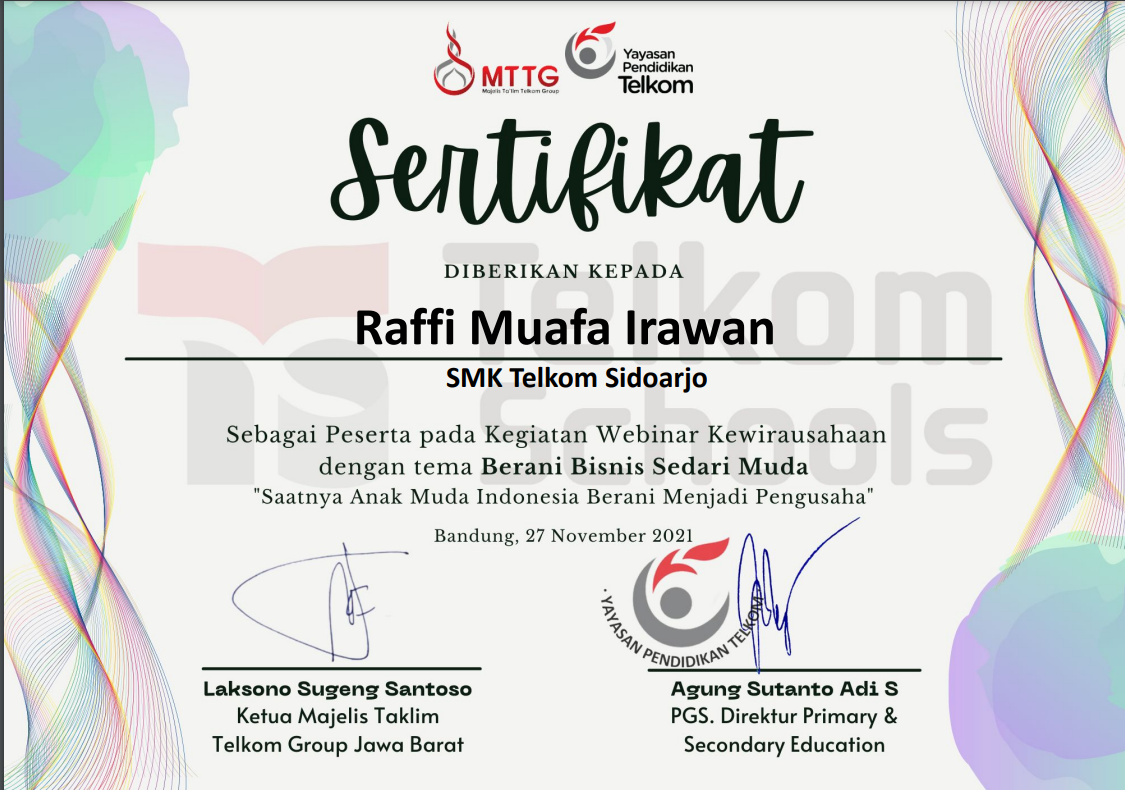 MTTG
Majelis Ta'lim Telkom Group
Yayasan
Pendidikan
Telkom
Sertifikat
DIBERIKAN KEPADA
Raffi Muafa Irawan
SMK Telkom Sidoarjo
Telkom
Schools
Sebagai Peserta pada Kegiatan Webinar Kewirausahaan
dengan tema Berani Bisnis Sedari Muda
"Saatnya Anak Muda Indonesia Berani Menjadi Pengusaha"
Bandung, 27 November 2021
· YAYASAN PENDIDIKAN TELKOM
Laksono Sugeng Santoso
Ketua Majelis Taklim
Telkom Group Jawa Barat
Agung Sutanto Adi S
PGS. Direktur Primary &
Secondary Education